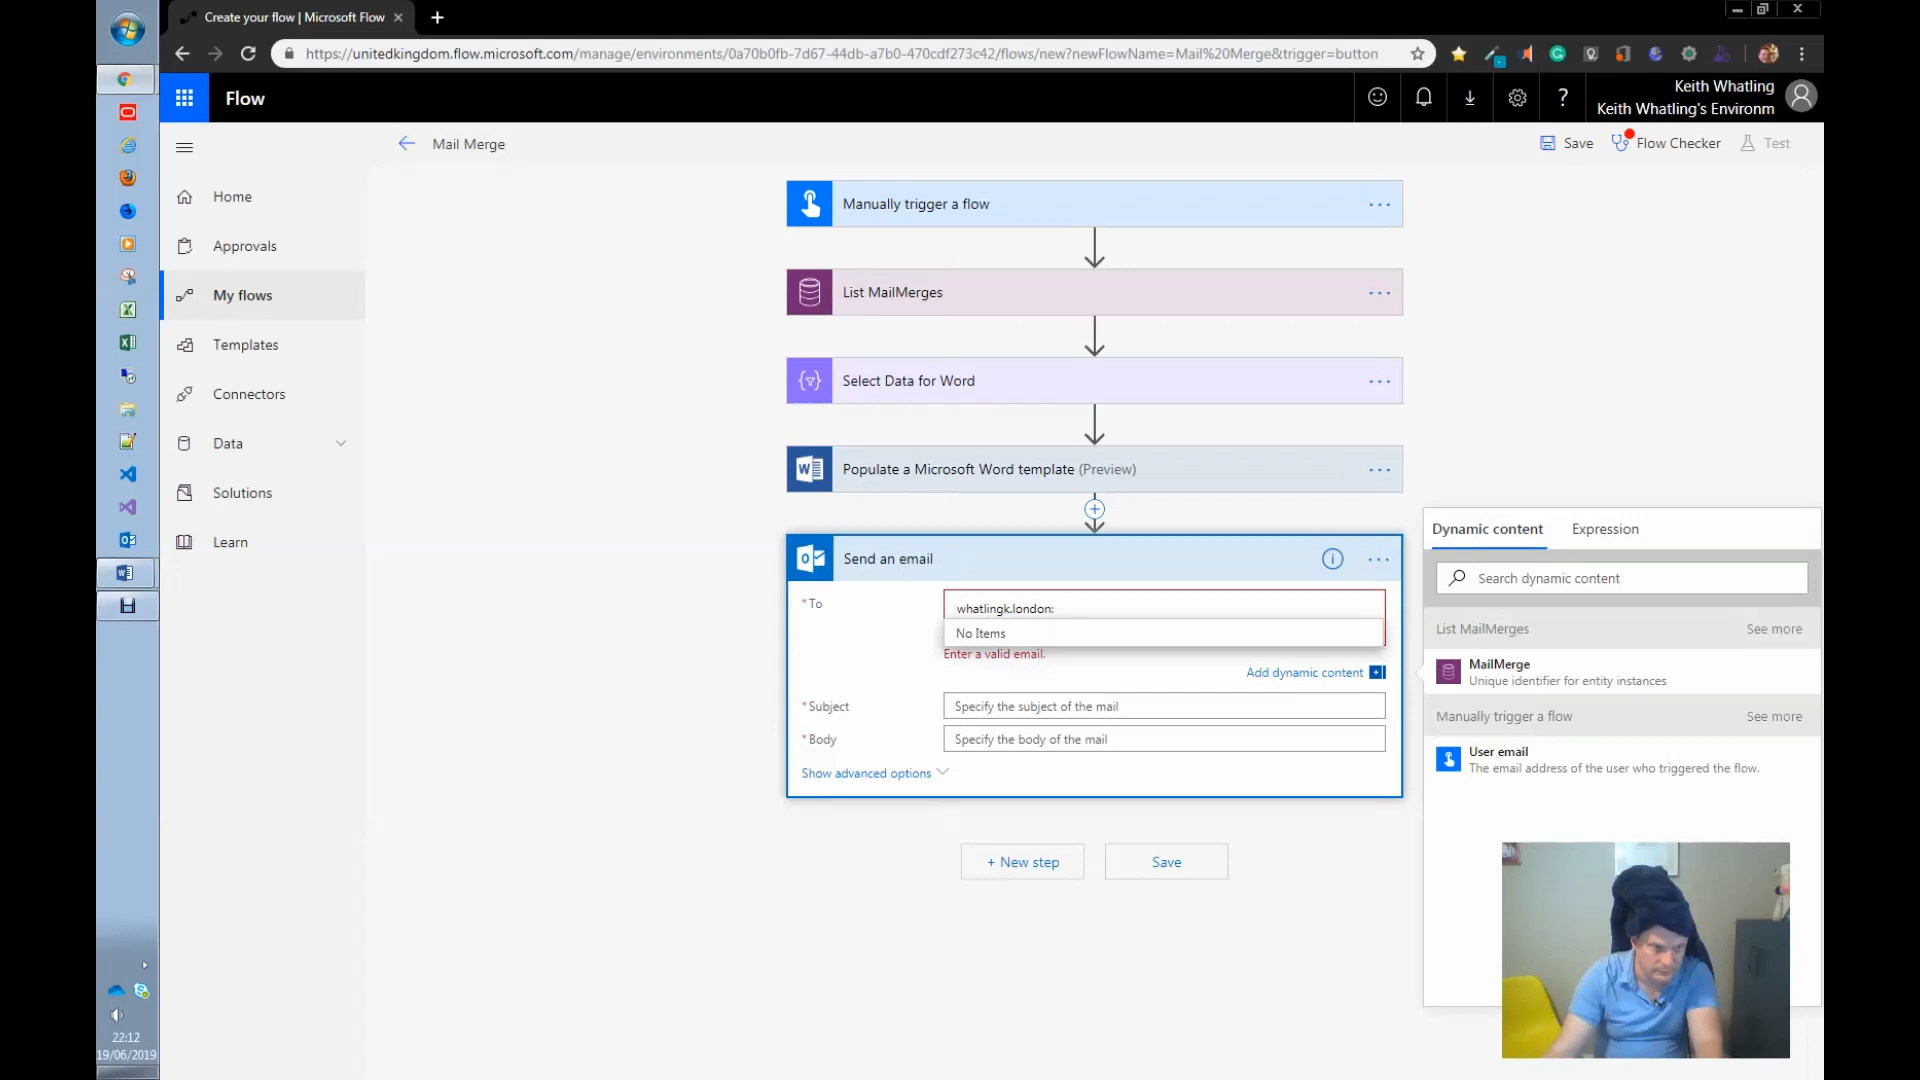 Create your flow | Microsoft Flow
https://unitedkingdom.flow.microsoft.com/manage/environments/0a70b0fb-7d67-44db-a7b0-470cdf273c42/flows/new?newFlowName=Mail%20Merge&trigger=button
Flow
Keith Whatling
Keith Whatling's Environm
Mail Merge
Save
Flow Checker
Test
Home
Approvals
My flows
Templates
Connectors
Data
Solutions
Learn
Manually trigger a flow
List MailMerges
Select Data for Word
Populate a Microsoft Word template (Preview)
Send an email
*To
whatlingk.london:
No Items
Enter a valid email.
Add dynamic content
*Subject
Specify the subject of the mail
*Body
Specify the body of the mail
Show advanced options
+ New step
Save
Dynamic content
Expression
Search dynamic content
List MailMerges
See more
MailMerge
Unique identifier for entity instances
Manually trigger a flow
See more
User email
The email address of the user who triggered the flow.
22:12
19/06/2019